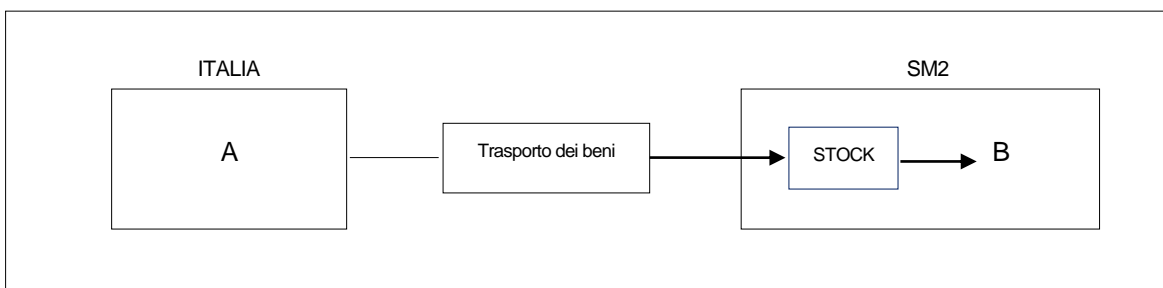 ITALIA
SM2
A
Trasporto dei beni
STOCK
B